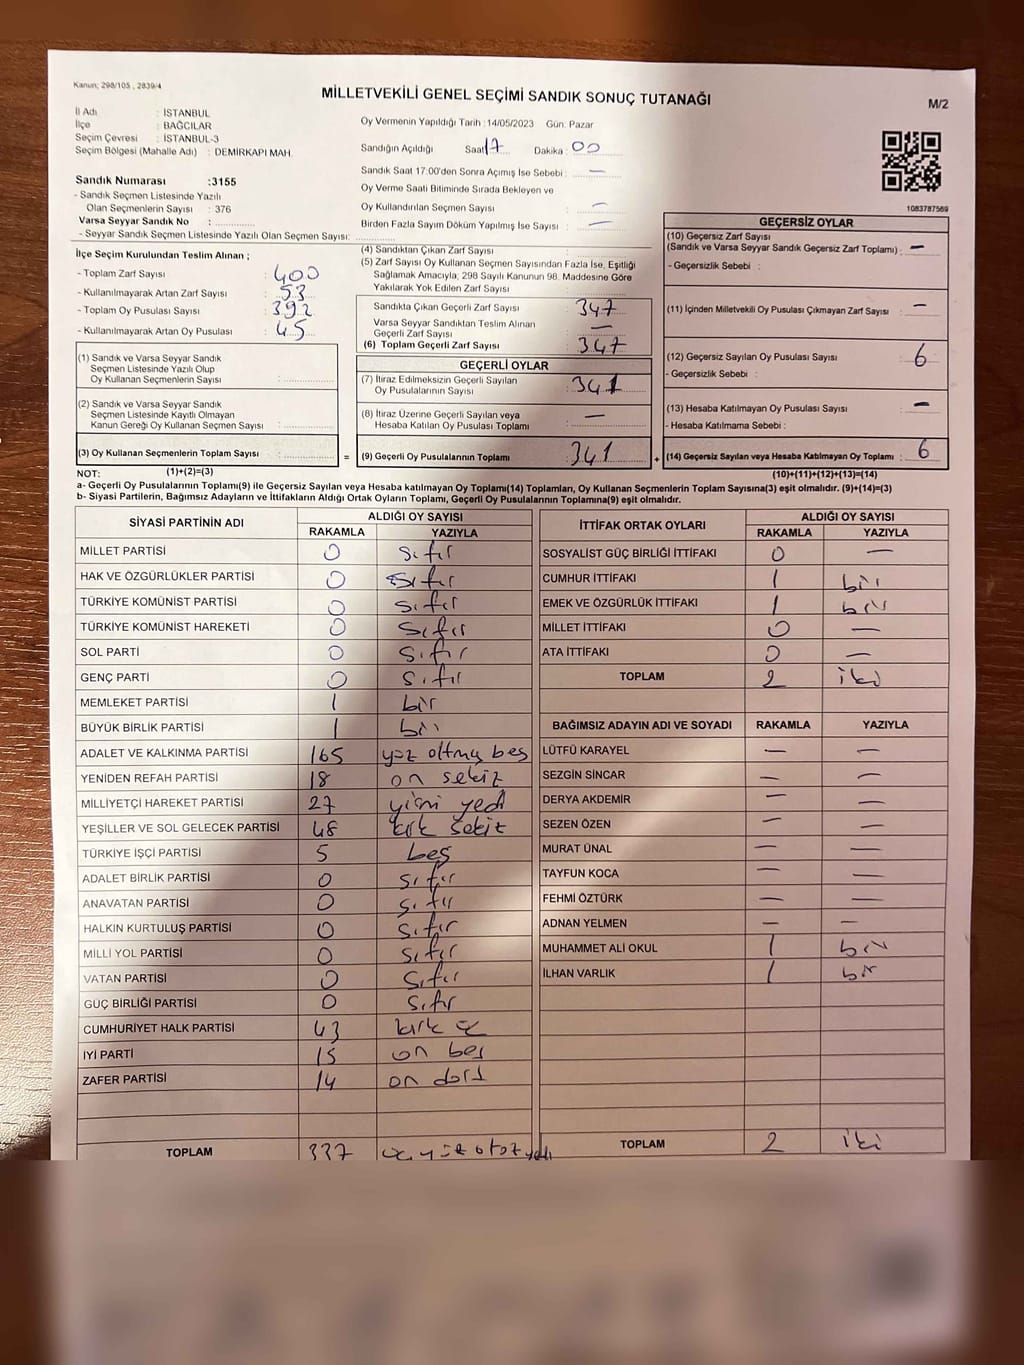 Kanun; 298/105 , 2839/4
MİLLETVEKİLİ GENEL SEÇİMİ SANDIK SONUÇ TUTANAĞI
M/2
İl Adı : İSTANBUL
İlçe : BAĞCILAR
Seçim Çevresi : İSTANBUL-3
Seçim Bölgesi (Mahalle Adı) : DEMİRKAPI MAH.
Sandık Numarası :3155
- Sandık Seçmen Listesinde Yazılı
Olan Seçmenlerin Sayısı : 376
Varsa Seyyar Sandık No :
- Seyyar Sandık Seçmen Listesinde Yazılı Olan Seçmen Sayısı:
Oy Vermenin Yapıldığı Tarih :14/05/2023 Gün: Pazar
Sandığın Açıldığı Saat 17 Dakika : 00
Sandık Saat 17.00'den Sonra Açımış İse Sebebi : —
Oy Verme Saati Bitiminde Sırada Bekleyen ve
Oy Kullandırılan Seçmen Sayısı : —
Birden Fazla Sayım Döküm Yapılmış İse Sayısı : —
1083787569
İlçe Seçim Kurulundan Teslim Alınan ;
- Toplam Zarf Sayısı : 400
- Kullanılmayarak Artan Zarf Sayısı : 53
- Toplam Oy Pusulası Sayısı : 392
- Kullanılmayarak Artan Oy Pusulası : 45
(1) Sandık ve Varsa Seyyar Sandık
Seçmen Listesinde Yazılı Olup
Oy Kullanan Seçmenlerin Sayısı :
(2) Sandık ve Varsa Seyyar Sandık
Seçmen Listesinde Kayıtlı Olmayan
Kanun Gereği Oy Kullanan Seçmen Sayısı :
(3) Oy Kullanan Seçmenlerin Toplam Sayısı :
(4) Sandıktan Çıkan Zarf Sayısı :
(5) Zarf Sayısı Oy Kullanan Seçmen Sayısından Fazla İse, Eşitliği
Sağlamak Amacıyla; 298 Sayılı Kanunun 98. Maddesine Göre
Yakılarak Yok Edilen Zarf Sayısı :
Sandıkta Çıkan Geçerli Zarf Sayısı : 347
Varsa Seyyar Sandıktan Teslim Alınan
Geçerli Zarf Sayısı : —
(6) Toplam Geçerli Zarf Sayısı : 347
GEÇERLİ OYLAR
(7) İtiraz Edilmeksizin Geçerli Sayılan
Oy Pusulalarının Sayısı : 341
(8) İtiraz Üzerine Geçerli Sayılan veya
Hesaba Katılan Oy Pusulası Toplamı : —
= (9) Geçerli Oy Pusulalarının Toplamı : 341
GEÇERSİZ OYLAR
(10) Geçersiz Zarf Sayısı
(Sandık ve Varsa Seyyar Sandık Geçersiz Zarf Toplamı) : —
- Geçersizlik Sebebi :
(11) İçinden Milletvekili Oy Pusulası Çıkmayan Zarf Sayısı : —
(12) Geçersiz Sayılan Oy Pusulası Sayısı : 6
- Geçersizlik Sebebi :
(13) Hesaba Katılmayan Oy Pusulası Sayısı : —
- Hesaba Katılmama Sebebi :
+ (14) Geçersiz Sayılan veya Hesaba Katılmayan Oy Toplamı : 6
NOT: (1)+(2)=(3) (10)+(11)+(12)+(13)=(14)
a- Geçerli Oy Pusulalarının Toplamı(9) ile Geçersiz Sayılan veya Hesaba katılmayan Oy Toplamı(14) Toplamları, Oy Kullanan Seçmenlerin Toplam Sayısına(3) eşit olmalıdır. (9)+(14)=(3)
b- Siyasi Partilerin, Bağımsız Adayların ve İttifakların Aldığı Ortak Oyların Toplamı, Geçerli Oy Pusulalarının Toplamına(9) eşit olmalıdır.
SİYASİ PARTİNİN ADI ALDIĞI OY SAYISI
RAKAMLA YAZIYLA
MİLLET PARTİSİ 0 sıfır
HAK VE ÖZGÜRLÜKLER PARTİSİ 0 sıfır
TÜRKİYE KOMÜNİST PARTİSİ 0 sıfır
TÜRKİYE KOMÜNİST HAREKETİ 0 sıfır
SOL PARTİ 0 sıfır
GENÇ PARTİ 0 sıfır
MEMLEKET PARTİSİ 1 bir
BÜYÜK BİRLİK PARTİSİ 1 bir
ADALET VE KALKINMA PARTİSİ 165 yüz altmış beş
YENİDEN REFAH PARTİSİ 18 on sekiz
MİLLİYETÇİ HAREKET PARTİSİ 27 yirmi yedi
YEŞİLLER VE SOL GELECEK PARTİSİ 48 kırk sekiz
TÜRKİYE İŞÇİ PARTİSİ 5 beş
ADALET BİRLİK PARTİSİ 0 sıfır
ANAVATAN PARTİSİ 0 sıfır
HALKIN KURTULUŞ PARTİSİ 0 sıfır
MİLLİ YOL PARTİSİ 0 sıfır
VATAN PARTİSİ 0 sıfır
GÜÇ BİRLİĞİ PARTİSİ 0 sıfır
CUMHURİYET HALK PARTİSİ 43 kırk üç
İYİ PARTİ 15 on beş
ZAFER PARTİSİ 14 on dört
TOPLAM 337 üç yüz otuz yedi
İTTİFAK ORTAK OYLARI ALDIĞI OY SAYISI
RAKAMLA YAZIYLA
SOSYALİST GÜÇ BİRLİĞİ İTTİFAKI 0 —
CUMHUR İTTİFAKI 1 bir
EMEK VE ÖZGÜRLÜK İTTİFAKI 1 bir
MİLLET İTTİFAKI 0 —
ATA İTTİFAKI 0 —
TOPLAM 2 iki
BAĞIMSIZ ADAYIN ADI VE SOYADI RAKAMLA YAZIYLA
LÜTFÜ KARAYEL — —
SEZGİN SİNCAR — —
DERYA AKDEMİR — —
SEZEN ÖZEN — —
MURAT ÜNAL — —
TAYFUN KOCA — —
FEHMİ ÖZTÜRK — —
ADNAN YELMEN — —
MUHAMMET ALİ OKUL 1 bir
İLHAN VARLIK 1 bir
TOPLAM 2 iki